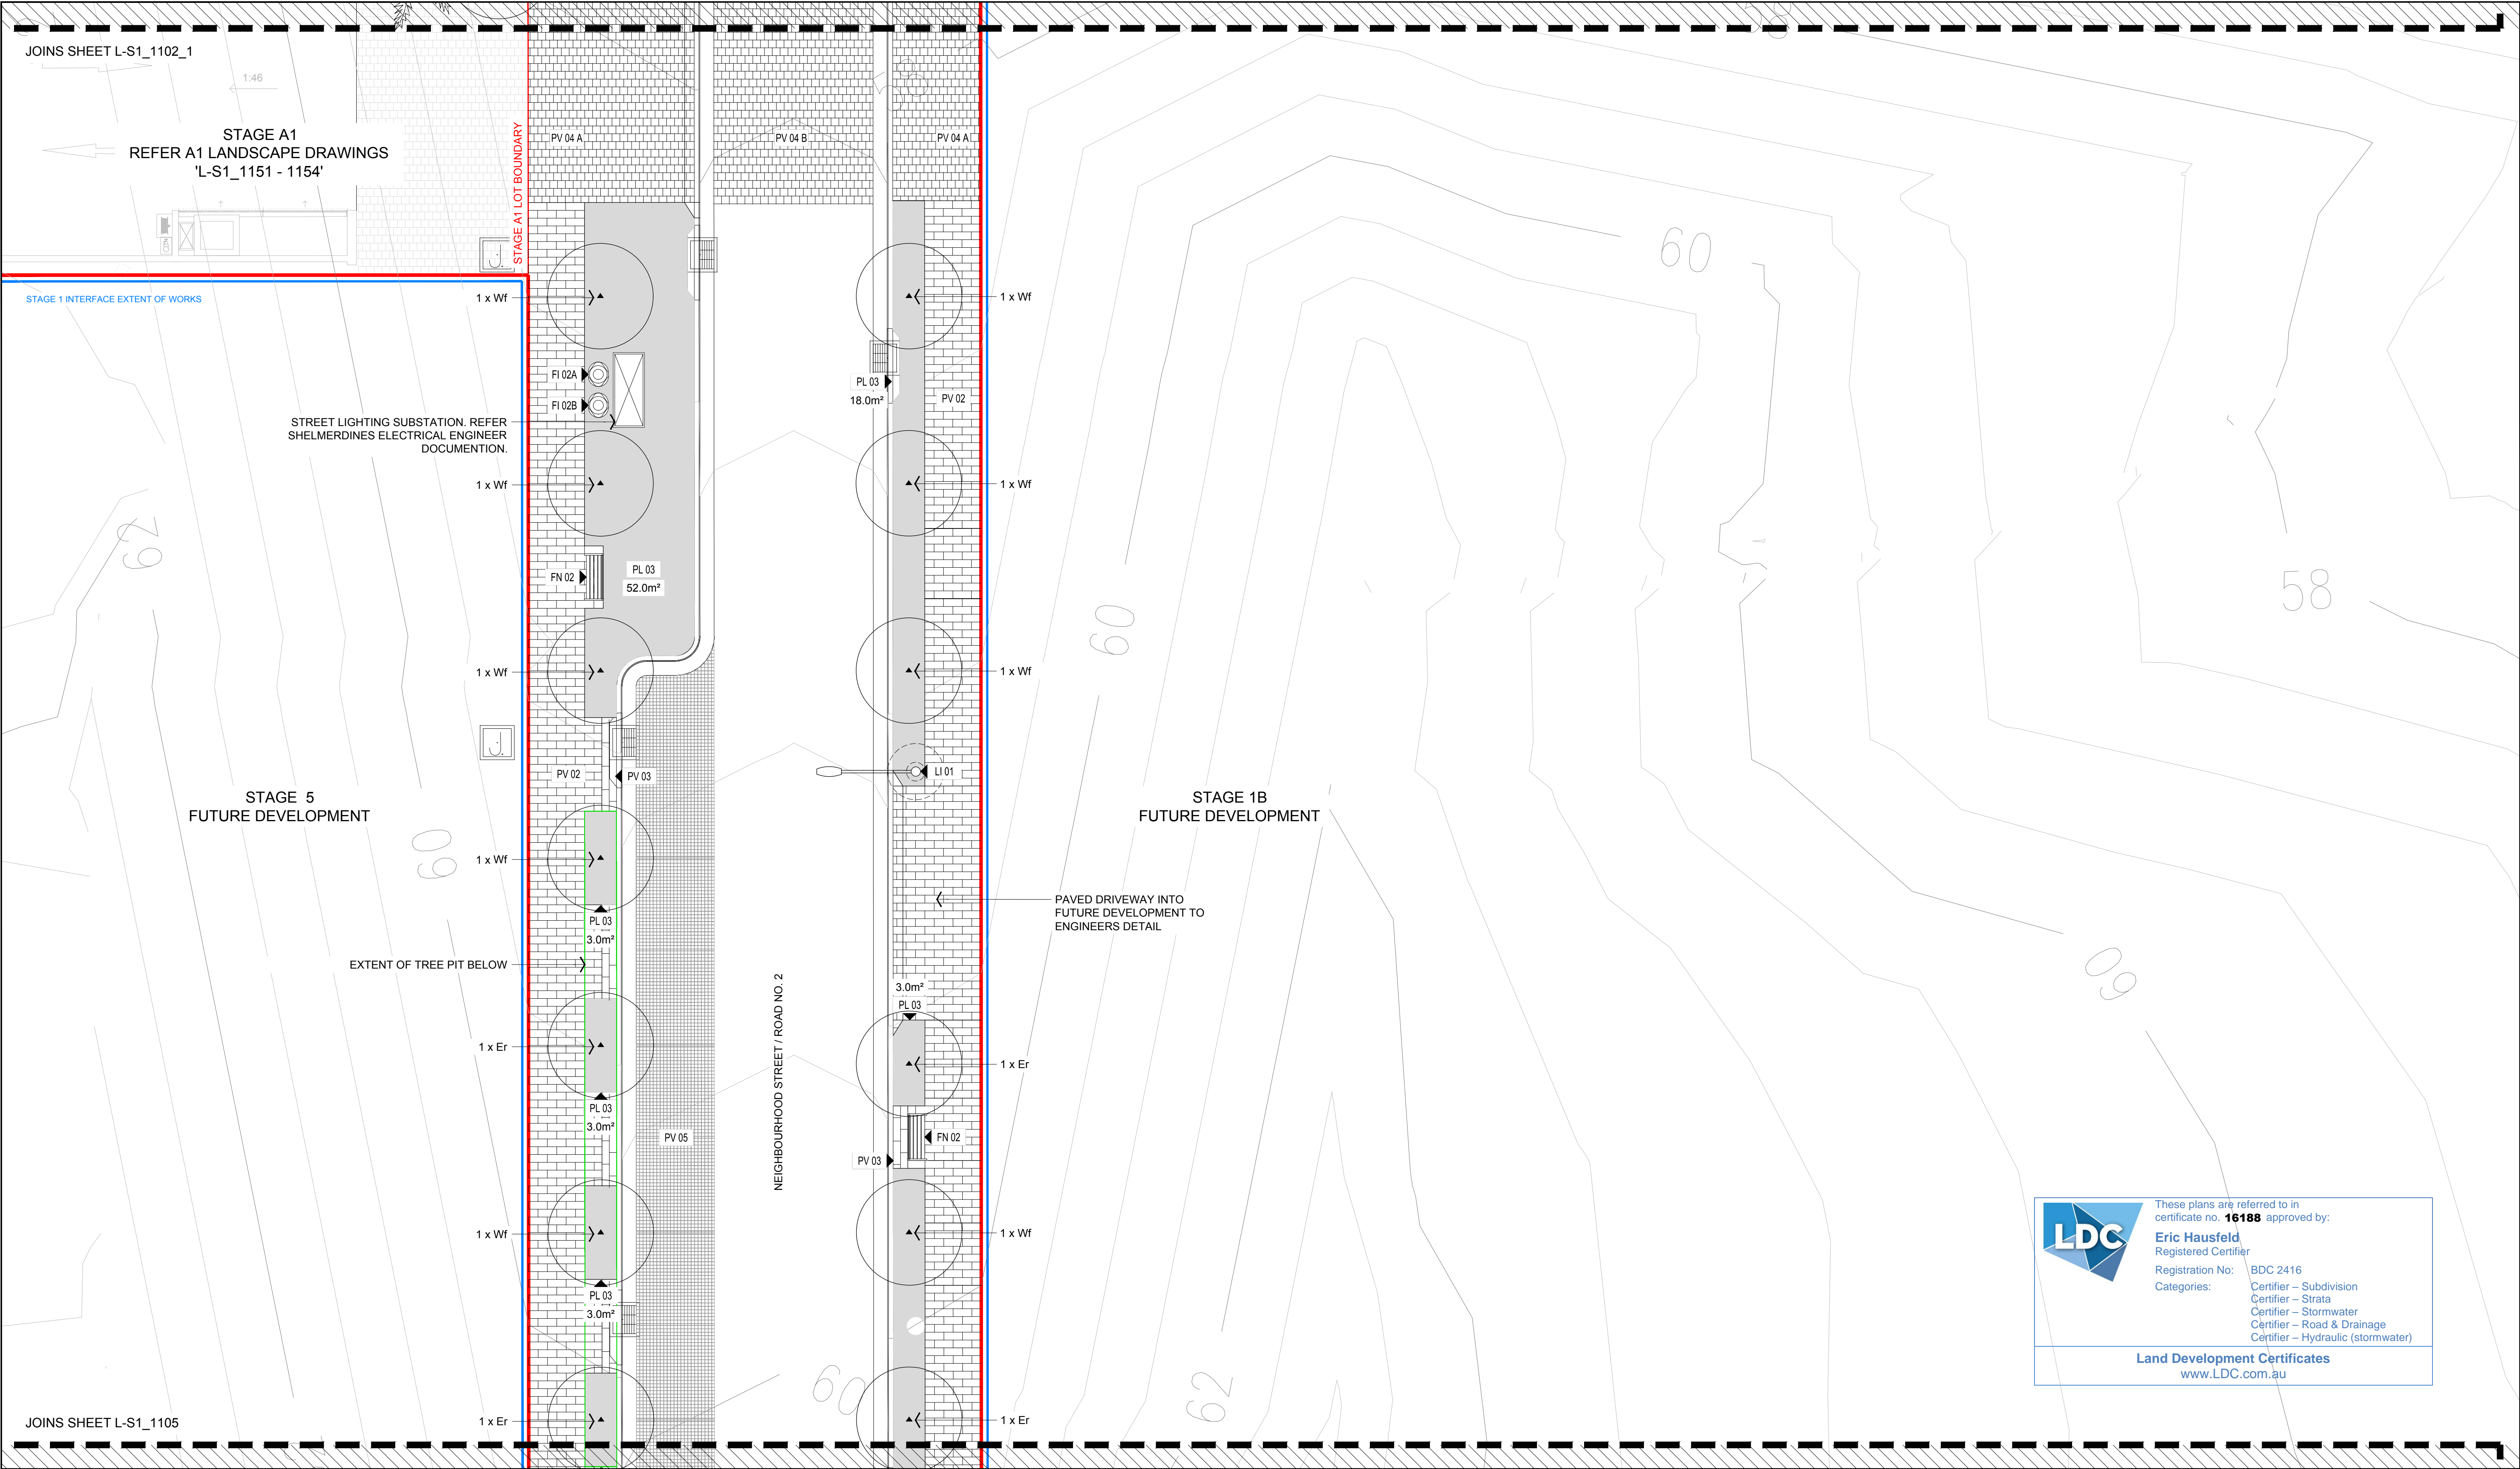 JOINS SHEET L-S1_1102_1
1:46
STAGE A1
REFER A1 LANDSCAPE DRAWINGS
'L-S1_1151 - 1154'
STAGE A1 LOT BOUNDARY
PV 04 A
PV 04 B
PV 04 A
58
58
60
STAGE 1 INTERFACE EXTENT OF WORKS
1 x Wf
1 x Wf
FI 02A
FI 02B
PL 03
18.0m²
PV 02
STREET LIGHTING SUBSTATION. REFER
SHELMERDINES ELECTRICAL ENGINEER
DOCUMENTION.
1 x Wf
1 x Wf
62
FN 02
PL 03
52.0m²
58
60
1 x Wf
1 x Wf
PV 02
PV 03
LI 01
STAGE 5
FUTURE DEVELOPMENT
STAGE 1B
FUTURE DEVELOPMENT
60
1 x Wf
PL 03
3.0m²
PAVED DRIVEWAY INTO
FUTURE DEVELOPMENT TO
ENGINEERS DETAIL
EXTENT OF TREE PIT BELOW
NEIGHBOURHOOD STREET / ROAD NO. 2
3.0m²
PL 03
60
1 x Er
1 x Er
PL 03
3.0m²
PV 05
FN 02
PV 03
1 x Wf
1 x Wf
PL 03
3.0m²
60
62
1 x Er
1 x Er
JOINS SHEET L-S1_1105
LDC
These plans are referred to in
certificate no. 16188 approved by:
Eric Hausfeld
Registered Certifier
Registration No: BDC 2416
Categories: Certifier – Subdivision
Certifier – Strata
Certifier – Stormwater
Certifier – Road & Drainage
Certifier – Hydraulic (stormwater)
Land Development Certificates
www.LDC.com.au